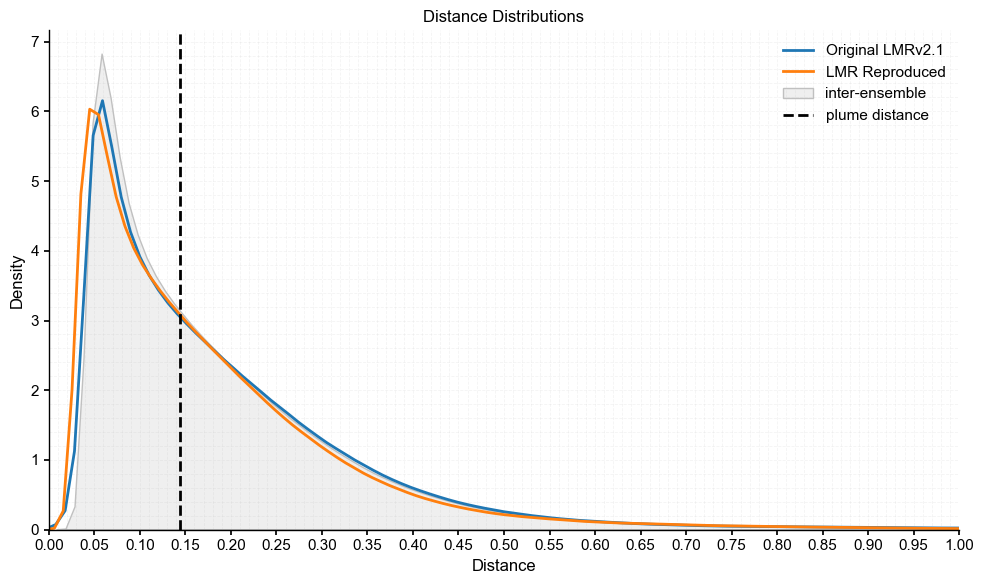 Distance Distributions
Original LMRv2.1
LMR Reproduced
inter-ensemble
plume distance
Density
7
6
5
4
3
2
1
0
0.00 0.05 0.10 0.15 0.20 0.25 0.30 0.35 0.40 0.45 0.50 0.55 0.60 0.65 0.70 0.75 0.80 0.85 0.90 0.95 1.00
Distance